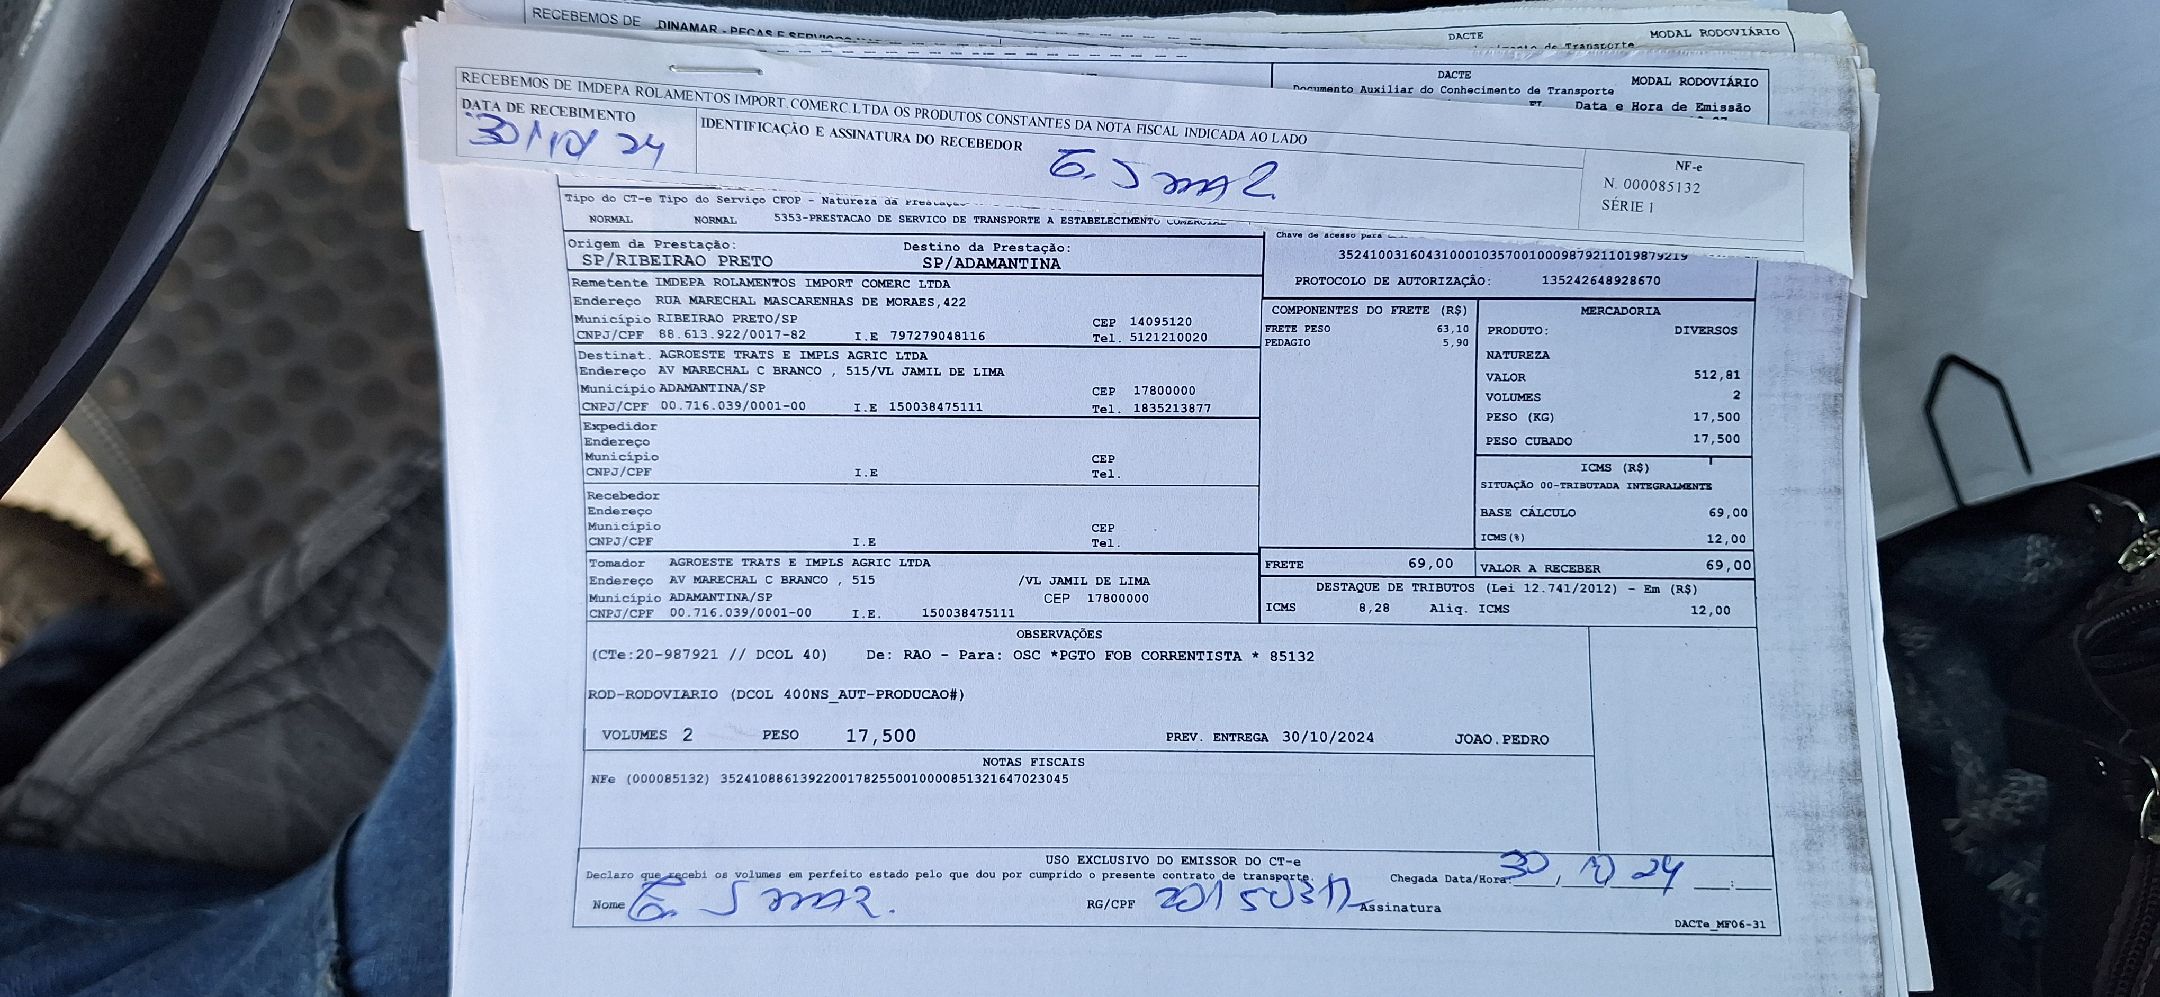 RECEBEMOS DE DINAMAR - PECAS E
DACTE MODAL RODOVIÁRIO
de Transporte
DACTE MODAL RODOVIÁRIO
Documento Auxiliar do Conhecimento de Transporte
Data e Hora de Emissão
RECEBEMOS DE IMDEPA ROLAMENTOS IMPORT.COMERC.LTDA OS PRODUTOS CONSTANTES DA NOTA FISCAL INDICADA AO LADO
DATA DE RECEBIMENTO
30/10/24
IDENTIFICAÇÃO E ASSINATURA DO RECEBEDOR
NF-e
N. 000085132
SÉRIE 1
Tipo do CT-e Tipo do Serviço CFOP - Natureza da Prestação
NORMAL NORMAL 5353-PRESTACAO DE SERVICO DE TRANSPORTE A ESTABELECIMENTO COMERCIAL
Origem da Prestação: Destino da Prestação:
SP/RIBEIRAO PRETO SP/ADAMANTINA
Chave de acesso para
35241003160431000103570010009879211019879219
PROTOCOLO DE AUTORIZAÇÃO: 135242648928670
Remetente IMDEPA ROLAMENTOS IMPORT COMERC LTDA
Endereço RUA MARECHAL MASCARENHAS DE MORAES,422
Município RIBEIRAO PRETO/SP CEP 14095120
CNPJ/CPF 88.613.922/0017-82 I.E 797279048116 Tel. 5121210020
Destinat. AGROESTE TRATS E IMPLS AGRIC LTDA
Endereço AV MARECHAL C BRANCO , 515/VL JAMIL DE LIMA
Município ADAMANTINA/SP CEP 17800000
CNPJ/CPF 00.716.039/0001-00 I.E 150038475111 Tel. 1835213877
Expedidor
Endereço
Município CEP
CNPJ/CPF I.E Tel.
Recebedor
Endereço
Município CEP
CNPJ/CPF I.E Tel.
Tomador AGROESTE TRATS E IMPLS AGRIC LTDA
Endereço AV MARECHAL C BRANCO , 515 /VL JAMIL DE LIMA
Município ADAMANTINA/SP CEP 17800000
CNPJ/CPF 00.716.039/0001-00 I.E. 150038475111
COMPONENTES DO FRETE (R$)
FRETE PESO 63,10
PEDAGIO 5,90
MERCADORIA
PRODUTO: DIVERSOS
NATUREZA
VALOR 512,81
VOLUMES 2
PESO (KG) 17,500
PESO CUBADO 17,500
ICMS (R$)
SITUAÇÃO 00-TRIBUTADA INTEGRALMENTE
BASE CÁLCULO 69,00
ICMS(%) 12,00
FRETE 69,00 VALOR A RECEBER 69,00
DESTAQUE DE TRIBUTOS (Lei 12.741/2012) - Em (R$)
ICMS 8,28 Aliq. ICMS 12,00
OBSERVAÇÕES
(CTe:20-987921 // DCOL 40) De: RAO - Para: OSC *PGTO FOB CORRENTISTA * 85132
ROD-RODOVIARIO (DCOL 400NS_AUT-PRODUCAO#)
VOLUMES 2 PESO 17,500 PREV. ENTREGA 30/10/2024 JOAO.PEDRO
NOTAS FISCAIS
NFe (000085132) 35241088613922001782550010000851321647023045
USO EXCLUSIVO DO EMISSOR DO CT-e
Declaro que recebi os volumes em perfeito estado pelo que dou por cumprido o presente contrato de transporte. Chegada Data/Hora: 30, 10 24 __:__
Nome RG/CPF Assinatura
DACTe_MF06-31